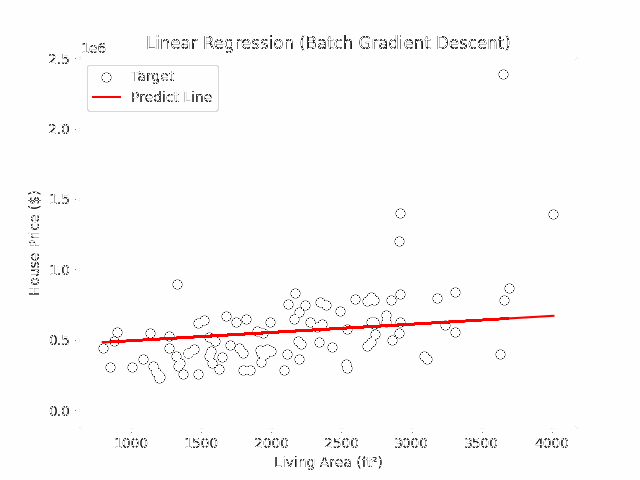 Linear Regression (Batch Gradient Descent)
1e6
Target
Predict Line
2.5
2.0
1.5
1.0
0.5
0.0
House Price ($)
1000 1500 2000 2500 3000 3500 4000
Living Area (ft²)